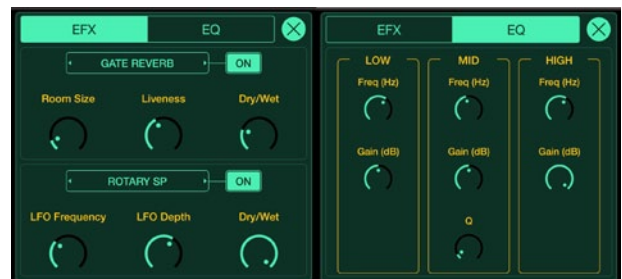 EFX EQ
GATE REVERB ON
Room Size Liveness Dry/Wet
ROTARY SP ON
LFO Frequency LFO Depth Dry/Wet
EFX EQ
LOW MID HIGH
Freq (Hz) Freq (Hz) Freq (Hz)
Gain (dB) Gain (dB) Gain (dB)
Q